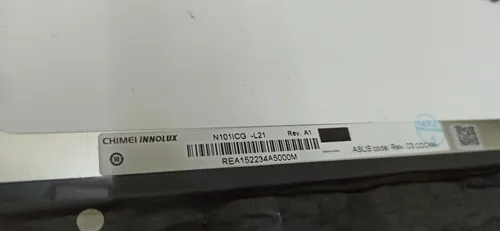 CHIMEI INNOLUX
N101ICG -L21 Rev. A1
REA152234A5000M
ASUS code: Rev: C3